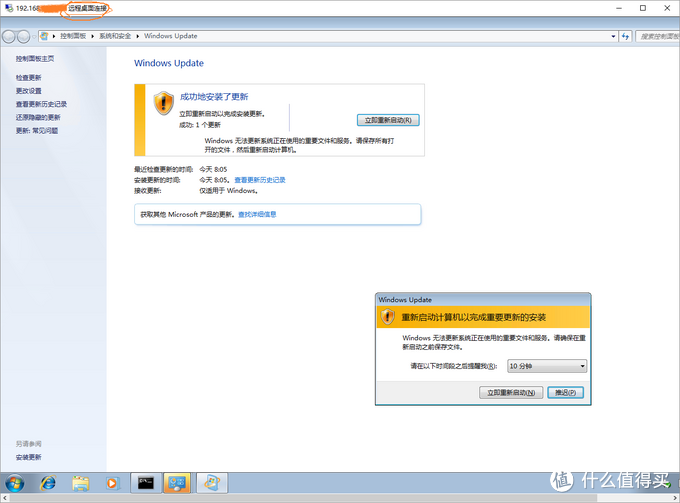 192.168
远程桌面连接
控制面板 ▸ 系统和安全 ▸ Windows Update
搜索控制面板
控制面板主页
检查更新
更改设置
查看更新历史记录
还原隐藏的更新
更新: 常见问题
Windows Update
成功地安装了更新
立即重新启动以完成安装更新。
成功: 1 个更新
立即重新启动(R)
Windows 无法更新系统正在使用的重要文件和服务。请保存所有打
开的文件，然后重新启动计算机。
最近检查更新的时间: 今天 8:05
安装更新的时间: 今天 8:05。 查看更新历史记录
接收更新: 仅适用于 Windows。
获取其他 Microsoft 产品的更新。 查找详细信息
Windows Update
重新启动计算机以完成重要更新的安装
Windows 无法更新系统正在使用的重要文件和服务。请确保在重
新启动之前保存文件。
请在以下时间段之后提醒我(R): 10 分钟
立即重新启动(N) 推迟(P)
另请参阅
安装更新
值 什么值得买